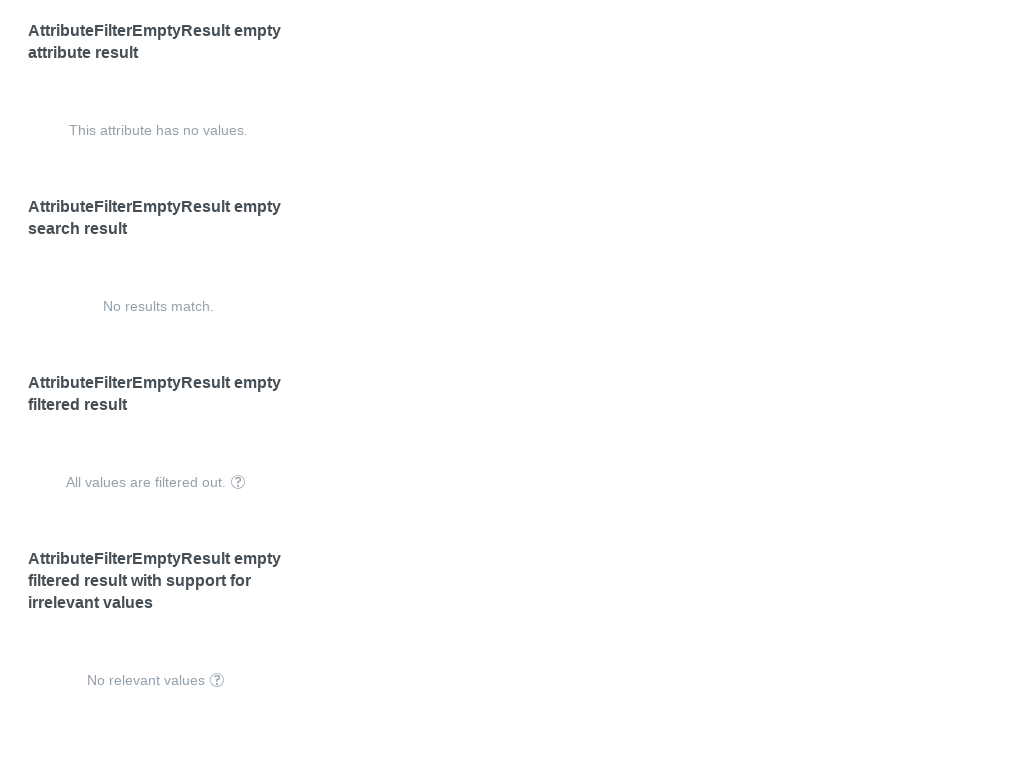 AttributeFilterEmptyResult empty
attribute result
This attribute has no values.
AttributeFilterEmptyResult empty
search result
No results match.
AttributeFilterEmptyResult empty
filtered result
All values are filtered out. ?
AttributeFilterEmptyResult empty
filtered result with support for
irrelevant values
No relevant values ?